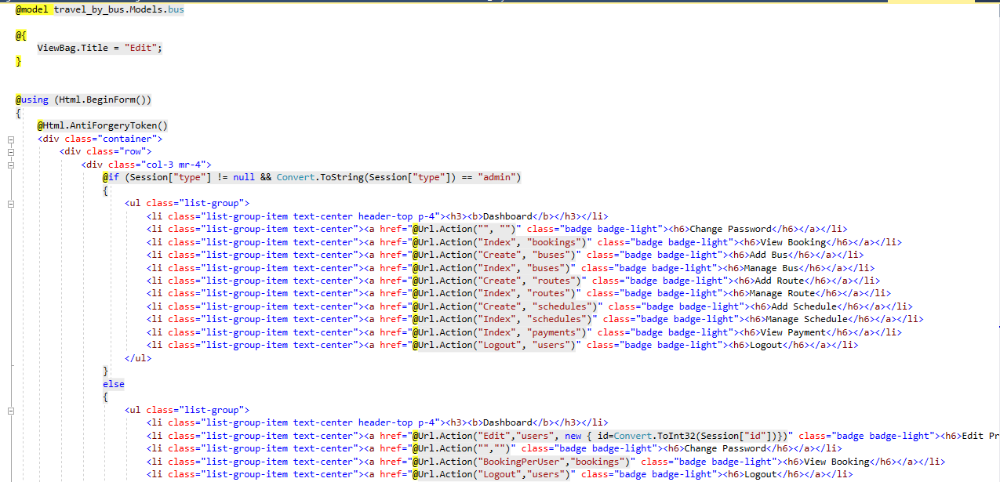 @model travel_by_bus.Models.bus
@{
ViewBag.Title = "Edit";
}
@using (Html.BeginForm())
{
@Html.AntiForgeryToken()
<div class="container">
<div class="row">
<div class="col-3 mr-4">
@if (Session["type"] != null && Convert.ToString(Session["type"]) == "admin")
{
<ul class="list-group">
<li class="list-group-item text-center header-top p-4"><h3><b>Dashboard</b></h3></li>
<li class="list-group-item text-center"><a href="@Url.Action("", "")" class="badge badge-light"><h6>Change Password</h6></a></li>
<li class="list-group-item text-center"><a href="@Url.Action("Index", "bookings")" class="badge badge-light"><h6>View Booking</h6></a></li>
<li class="list-group-item text-center"><a href="@Url.Action("Create", "buses")" class="badge badge-light"><h6>Add Bus</h6></a></li>
<li class="list-group-item text-center"><a href="@Url.Action("Index", "buses")" class="badge badge-light"><h6>Manage Bus</h6></a></li>
<li class="list-group-item text-center"><a href="@Url.Action("Create", "routes")" class="badge badge-light"><h6>Add Route</h6></a></li>
<li class="list-group-item text-center"><a href="@Url.Action("Index", "routes")" class="badge badge-light"><h6>Manage Route</h6></a></li>
<li class="list-group-item text-center"><a href="@Url.Action("Create", "schedules")" class="badge badge-light"><h6>Add Schedule</h6></a></li>
<li class="list-group-item text-center"><a href="@Url.Action("Index", "schedules")" class="badge badge-light"><h6>Manage Schedule</h6></a></li>
<li class="list-group-item text-center"><a href="@Url.Action("Index", "payments")" class="badge badge-light"><h6>View Payment</h6></a></li>
<li class="list-group-item text-center"><a href="@Url.Action("Logout", "users")" class="badge badge-light"><h6>Logout</h6></a></li>
</ul>
}
else
{
<ul class="list-group">
<li class="list-group-item text-center header-top p-4"><h3><b>Dashboard</b></h3></li>
<li class="list-group-item text-center"><a href="@Url.Action("Edit","users", new { id=Convert.ToInt32(Session["id"])})" class="badge badge-light"><h6>Edit Pr
<li class="list-group-item text-center"><a href="@Url.Action("","")" class="badge badge-light"><h6>Change Password</h6></a></li>
<li class="list-group-item text-center"><a href="@Url.Action("BookingPerUser","bookings")" class="badge badge-light"><h6>View Booking</h6></a></li>
<li class="list-group-item text-center"><a href="@Url.Action("Logout","users")" class="badge badge-light"><h6>Logout</h6></a></li>